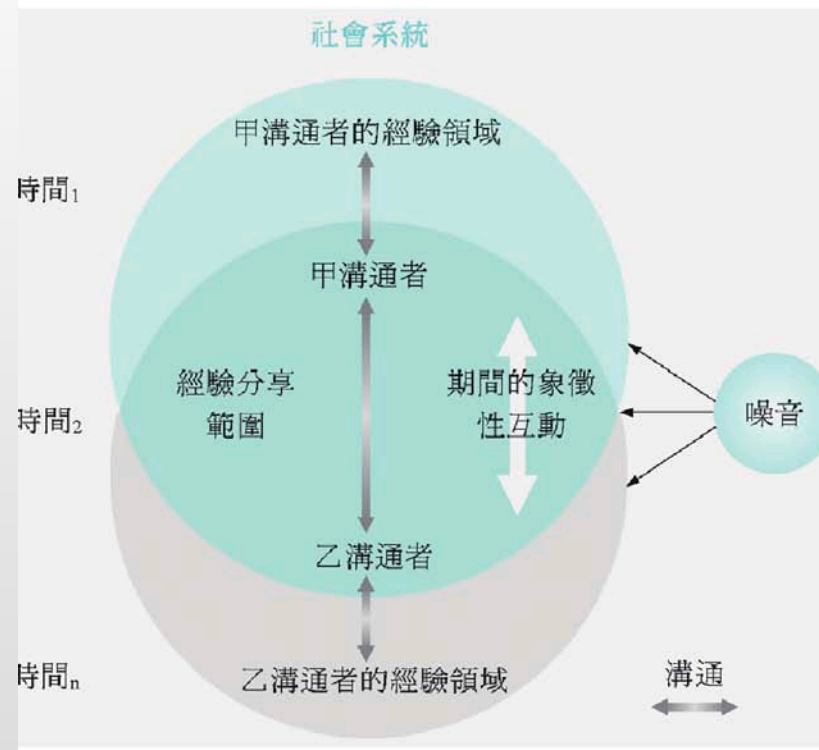 社會系統
甲溝通者的經驗領域
時間1
甲溝通者
經驗分享
範圍
期間的象徵
性互動
時間2
噪音
乙溝通者
時間n
乙溝通者的經驗領域
溝通